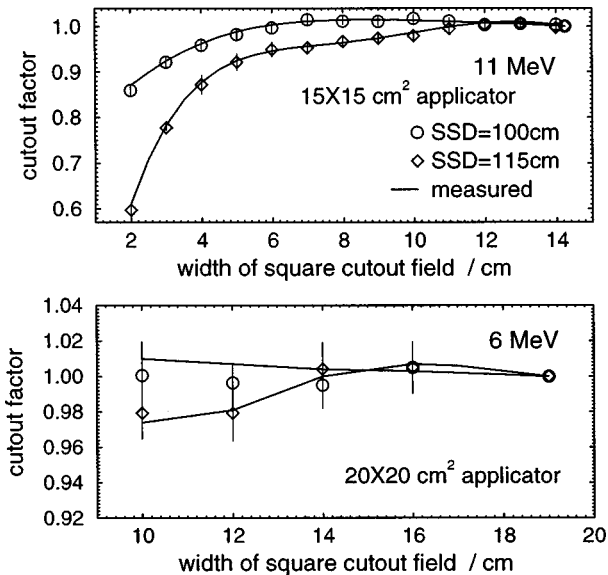 1.0
0.9
0.8
0.7
0.6
cutout factor
11 MeV
15X15 cm² applicator
SSD=100cm
SSD=115cm
measured
2 4 6 8 10 12 14
width of square cutout field / cm
1.04
1.02
1.00
0.98
0.96
0.94
0.92
cutout factor
6 MeV
20X20 cm² applicator
10 12 14 16 18 20
width of square cutout field / cm